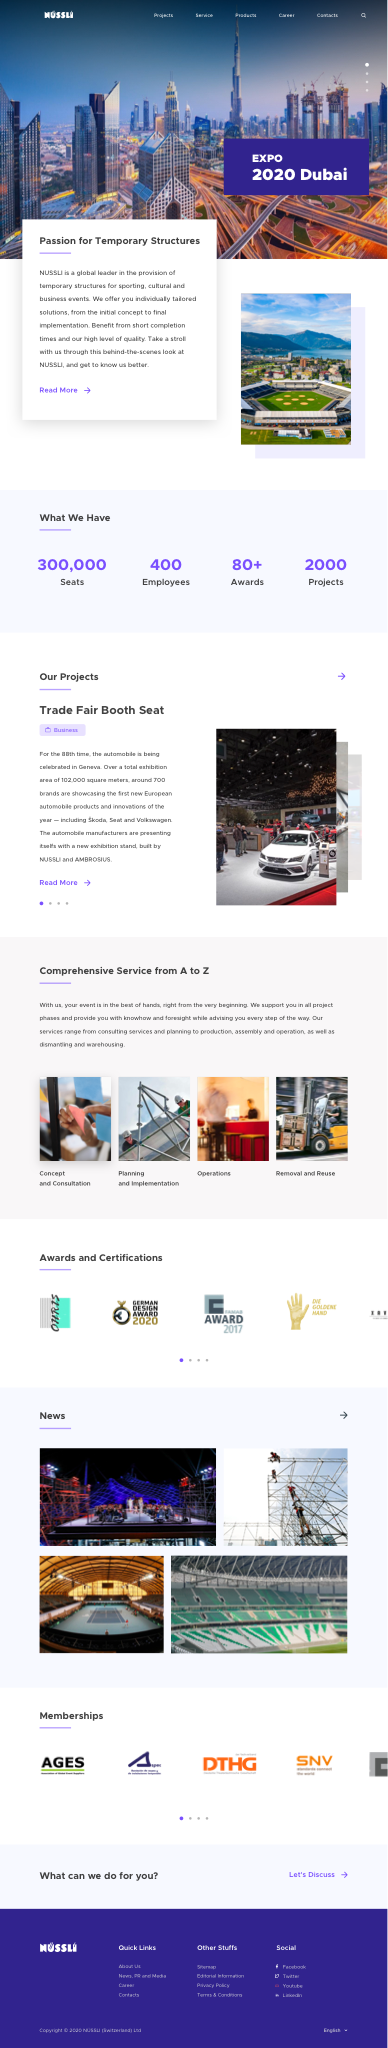 NÜSSLI
Projects Service Products Career Contacts
EXPO
2020 Dubai
Passion for Temporary Structures
NUSSLI is a global leader in the provision of
temporary structures for sporting, cultural and
business events. We offer you individually tailored
solutions, from the initial concept to final
implementation. Benefit from short completion
times and our high level of quality. Take a scroll
with us through this behind-the-scenes look at
NUSSLI, and get to know us better.
Read More
What We Have
300,000 400 80+ 2000
Seats Employees Awards Projects
Our Projects
Trade Fair Booth Seat
Business
For the 88th time, the automobile is being
celebrated in Geneva. Over a total exhibition
area of 102,000 square meters, around 700
brands are showcasing the first new European
automobile products and innovations of the
year — including Skoda, Seat and Volkswagen.
The automobile manufacturers are presenting
itselfs with a new exhibition stand, built by
NUSSLI and AMBROSIUS.
Read More
Comprehensive Service from A to Z
With us, your event is in the best of hands, right from the very beginning. We support you in all project
phases and provide you with knowhow and foresight while advising you every step of the way. Our
services range from consulting services and planning to production, assembly and operation, as well as
dismantling and warehousing.
Concept Planning Operations Removal and Reuse
and Consultation and Implementation
Awards and Certifications
GERMAN
DESIGN
AWARD
2020
AWARD
2017
DIE
GOLDENE
HAND
News
Memberships
AGES
DTHG
SNV
What can we do for you?
Let's Discuss
NÜSSLI
Quick Links Other Stuffs Social
About Us Sitemap Facebook
News, PR and Media Editorial Information Twitter
Career Privacy Policy Youtube
Contacts Terms & Conditions LinkedIn
Copyright © 2020 NÜSSLI (Switzerland) Ltd
English